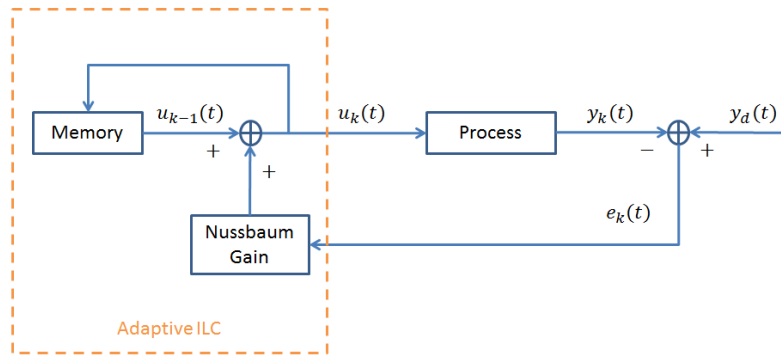 u_{k-1}(t)
u_k(t)
y_k(t)
y_d(t)
Memory
Process
+
−
+
+
e_k(t)
Nussbaum
Gain
Adaptive ILC